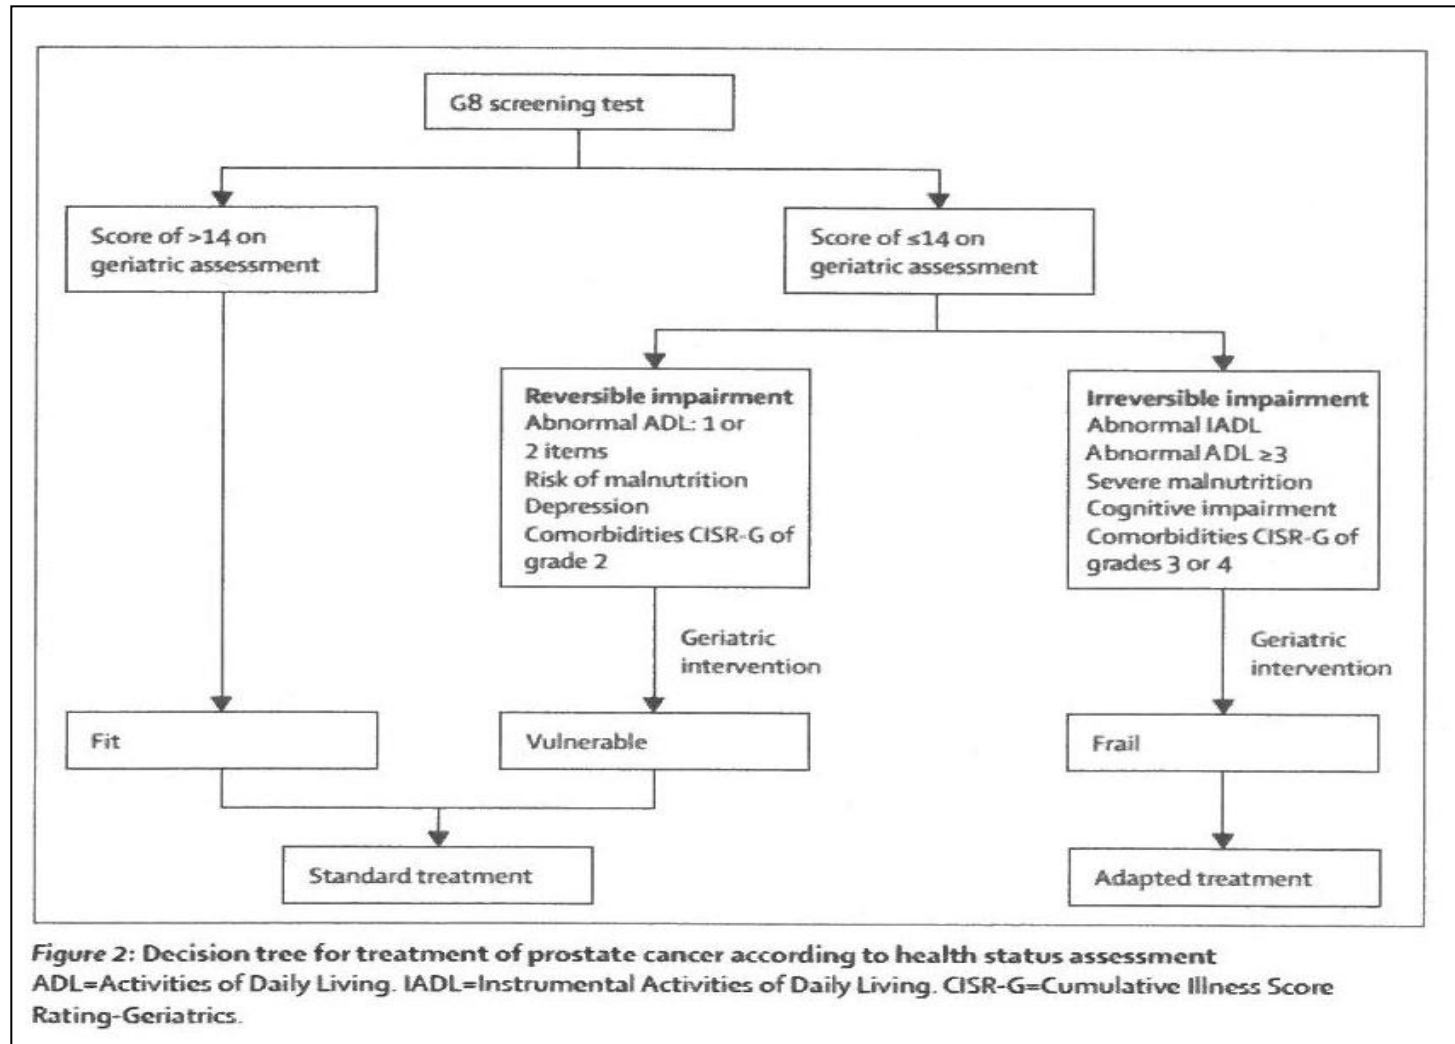 G8 screening test
Score of >14 on
geriatric assessment
Score of ≤14 on
geriatric assessment
Reversible impairment
Abnormal ADL: 1 or
2 items
Risk of malnutrition
Depression
Comorbidities CISR-G of
grade 2
Irreversible impairment
Abnormal IADL
Abnormal ADL ≥3
Severe malnutrition
Cognitive impairment
Comorbidities CISR-G of
grades 3 or 4
Geriatric
intervention
Geriatric
intervention
Fit
Vulnerable
Frail
Standard treatment
Adapted treatment
Figure 2: Decision tree for treatment of prostate cancer according to health status assessment
ADL=Activities of Daily Living. IADL=Instrumental Activities of Daily Living. CISR-G=Cumulative Illness Score
Rating-Geriatrics.